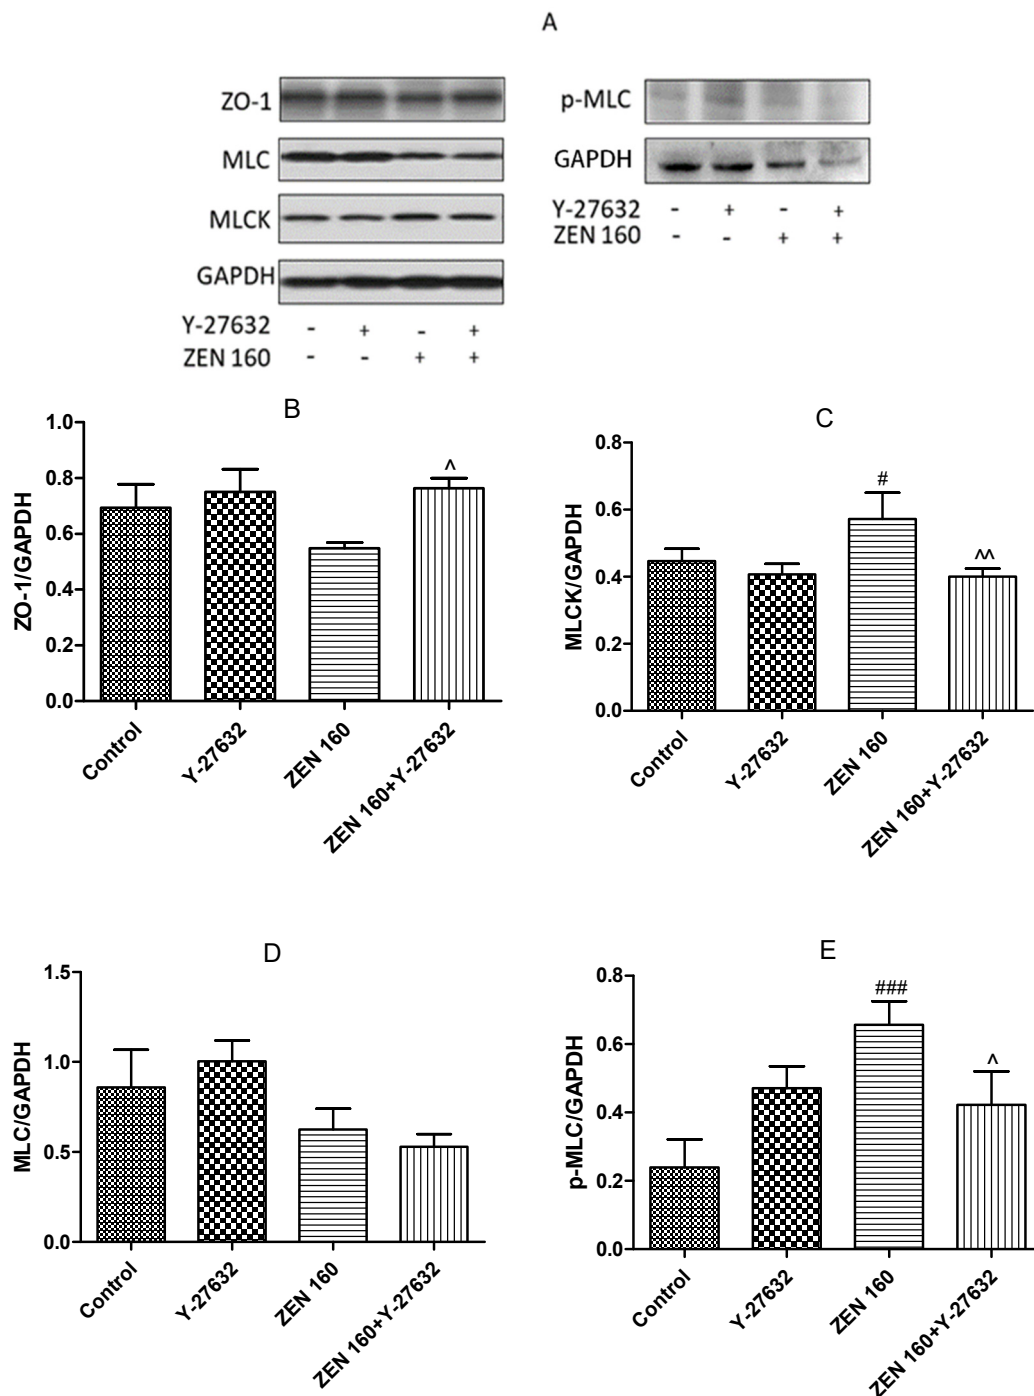 A
ZO-1
MLC
MLCK
GAPDH
Y-27632 - + - +
ZEN 160 - - + +
p-MLC
GAPDH
Y-27632 - + - +
ZEN 160 - - + +
B
ZO-1/GAPDH
1.0
0.8
0.6
0.4
0.2
0.0
^
Control
Y-27632
ZEN 160
ZEN 160+Y-27632
C
MLCK/GAPDH
0.8
0.6
0.4
0.2
0.0
#
^^
Control
Y-27632
ZEN 160
ZEN 160+Y-27632
D
MLC/GAPDH
1.5
1.0
0.5
0.0
Control
Y-27632
ZEN 160
ZEN 160+Y-27632
E
p-MLC/GAPDH
0.8
0.6
0.4
0.2
0.0
###
^
Control
Y-27632
ZEN 160
ZEN 160+Y-27632